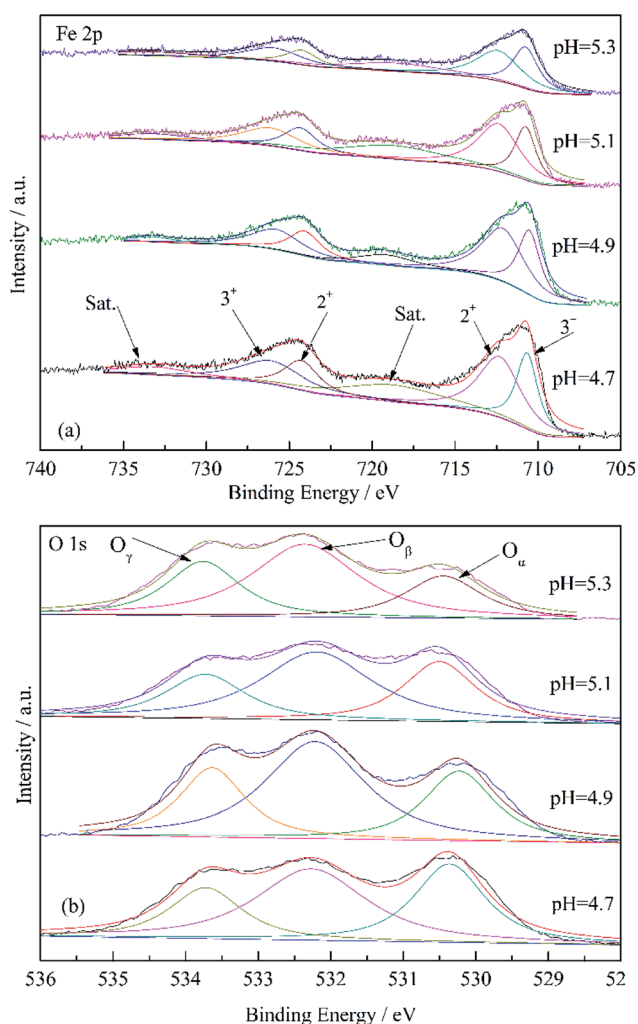 Fe 2p
pH=5.3
pH=5.1
pH=4.9
Sat.
3+
2+
Sat.
2+
3−
pH=4.7
(a)
740 735 730 725 720 715 710 705
Binding Energy / eV
Intensity / a.u.
O 1s
Oγ
Oβ
Oα
pH=5.3
pH=5.1
pH=4.9
pH=4.7
(b)
536 535 534 533 532 531 530 529 52
Binding Energy / eV
Intensity / a.u.